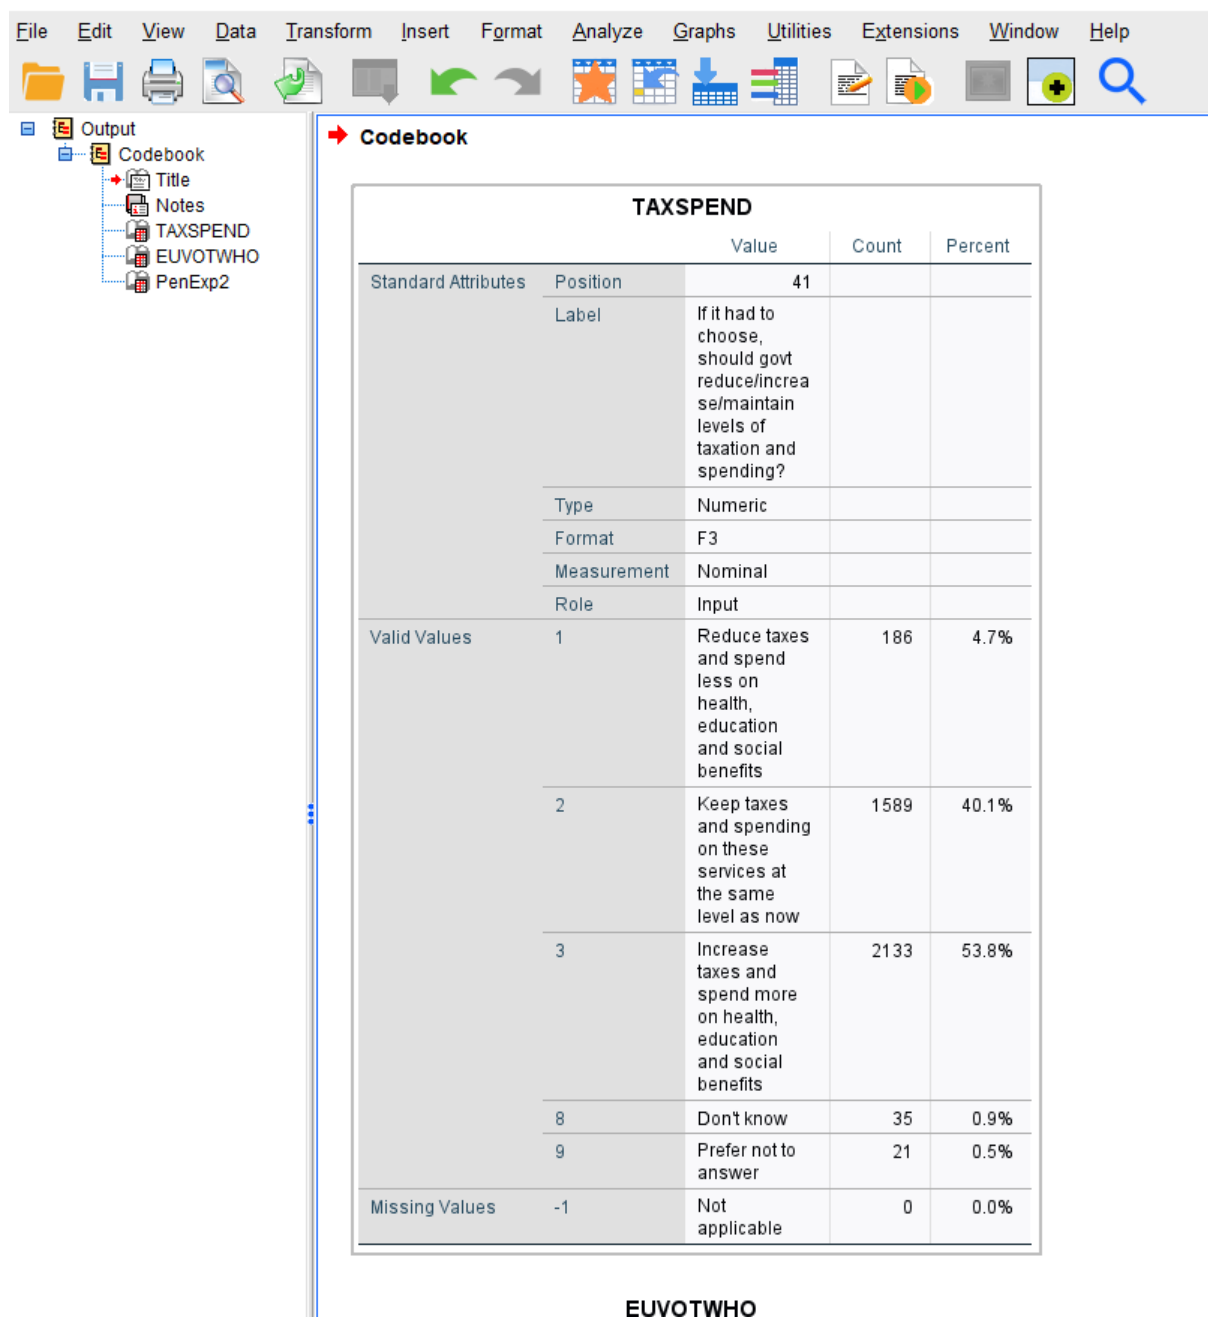 File Edit View Data Transform Insert Format Analyze Graphs Utilities Extensions Window Help
Output
Codebook
Title
Notes
TAXSPEND
EUVOTWHO
PenExp2
Codebook
TAXSPEND
Value Count Percent
Standard Attributes Position 41
Label If it had to
choose,
should govt
reduce/increa
se/maintain
levels of
taxation and
spending?
Type Numeric
Format F3
Measurement Nominal
Role Input
Valid Values 1 Reduce taxes 186 4.7%
and spend
less on
health,
education
and social
benefits
2 Keep taxes 1589 40.1%
and spending
on these
services at
the same
level as now
3 Increase 2133 53.8%
taxes and
spend more
on health,
education
and social
benefits
8 Don't know 35 0.9%
9 Prefer not to 21 0.5%
answer
Missing Values -1 Not 0 0.0%
applicable
EUVOTWHO